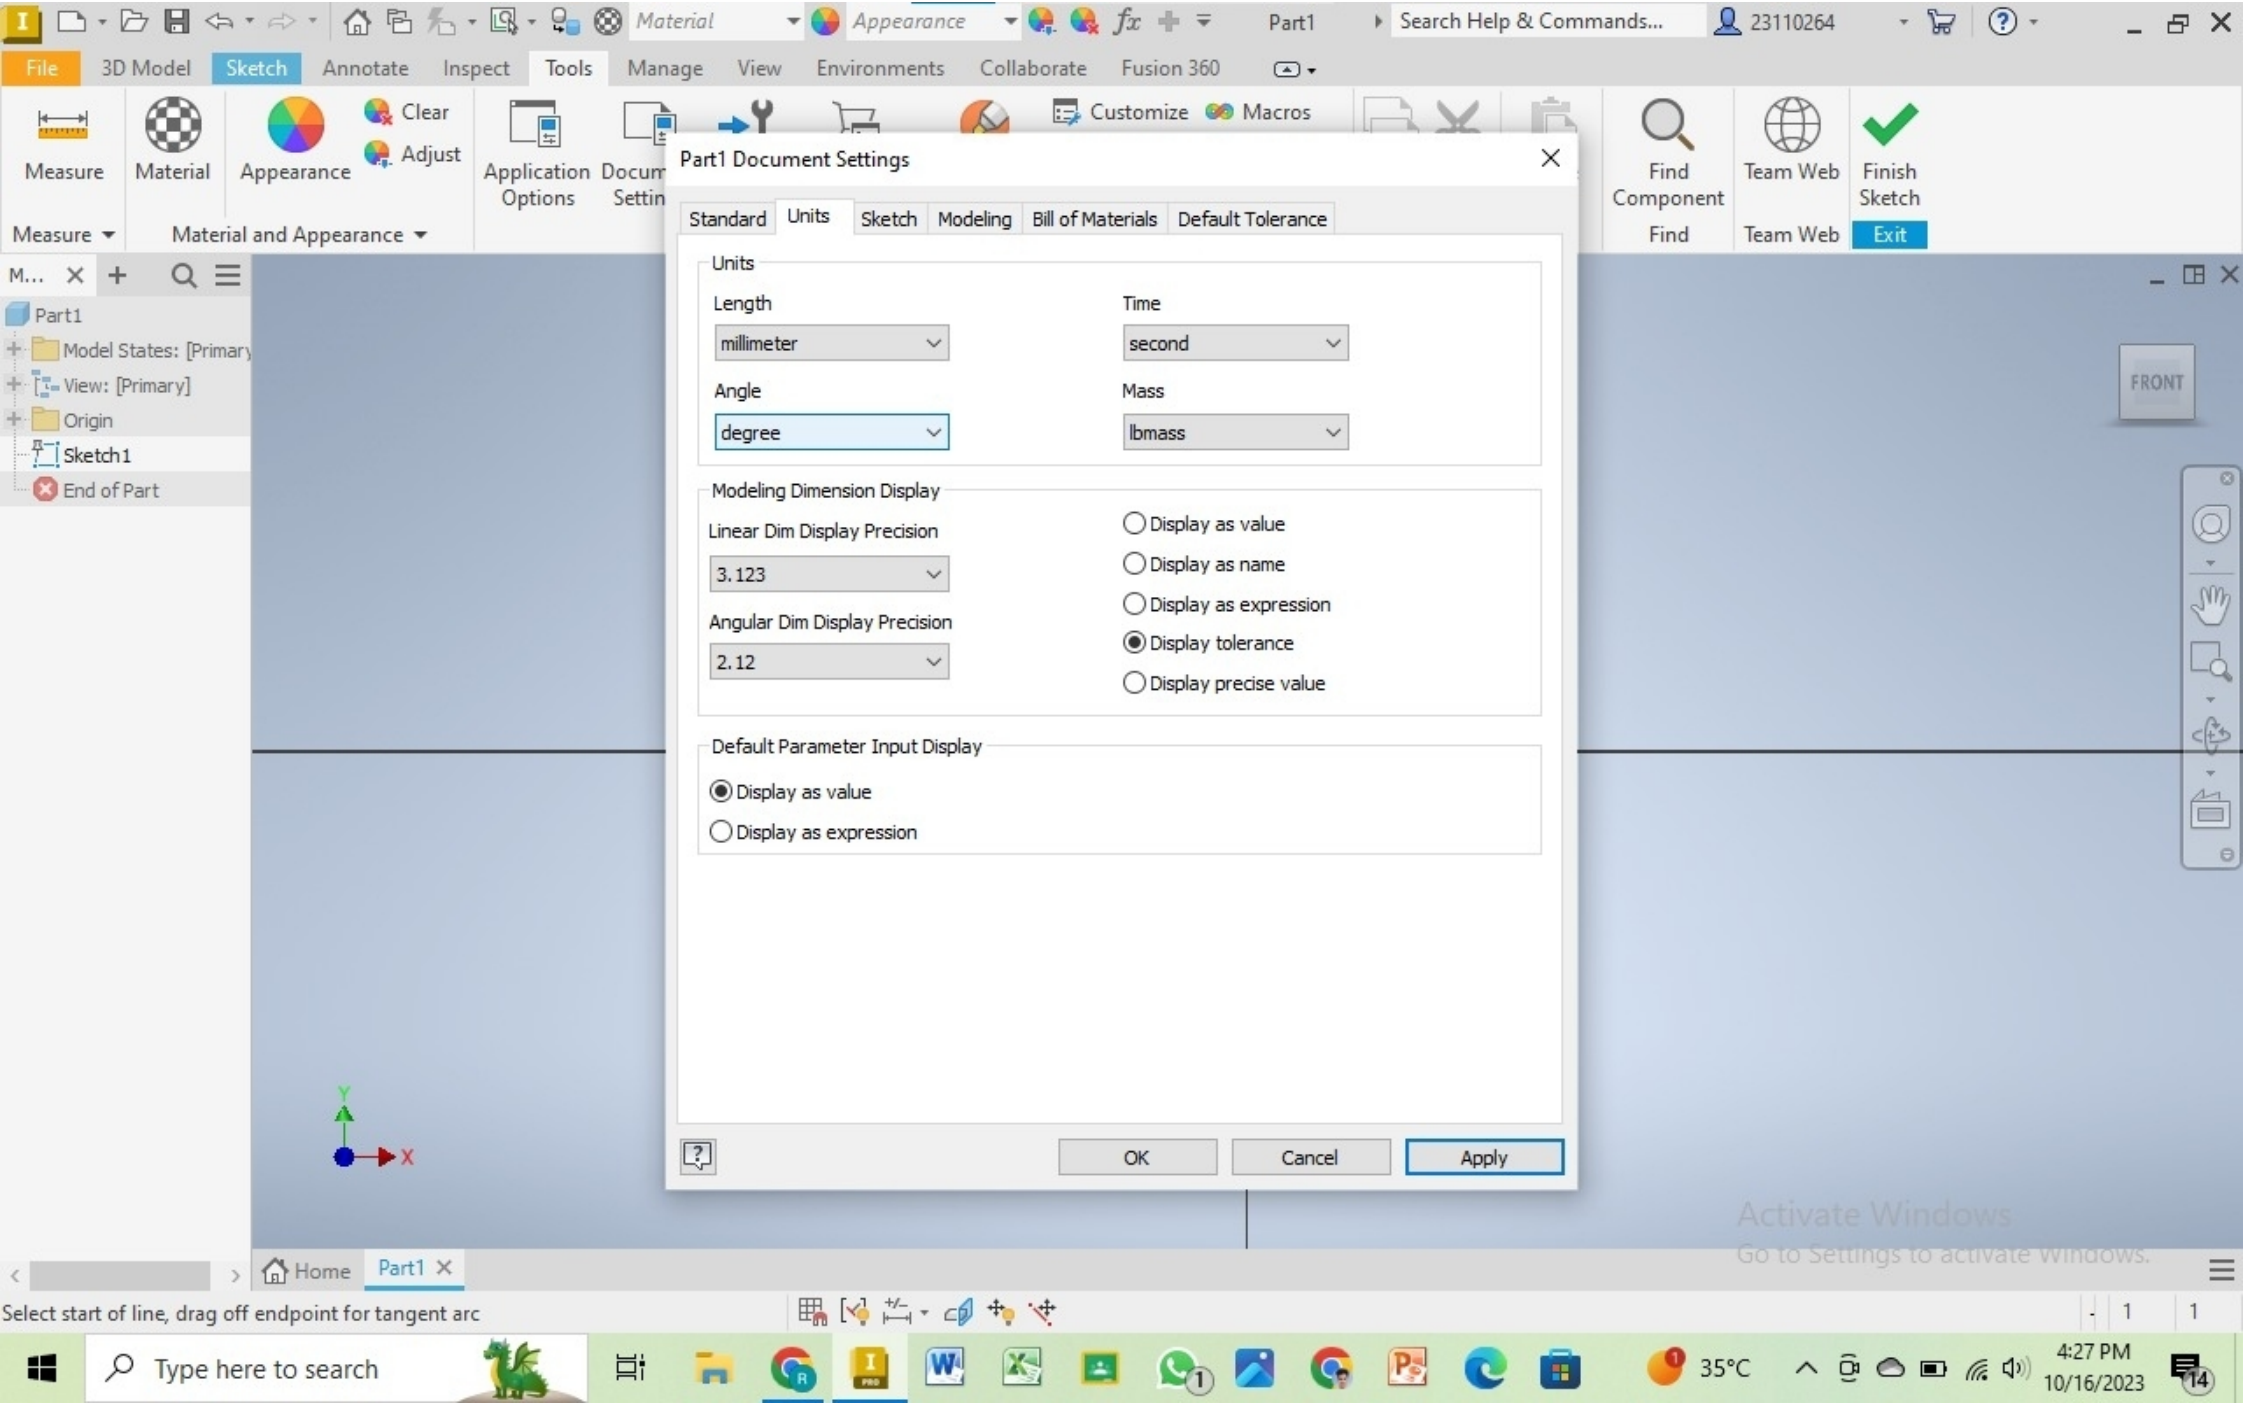 I
Material
Appearance
fx
Part1
Search Help & Commands...
23110264
?
File
3D Model
Sketch
Annotate
Inspect
Tools
Manage
View
Environments
Collaborate
Fusion 360
Measure
Material
Appearance
Clear
Adjust
Application
Options
Docum
Settin
Customize
Macros
Find
Component
Team Web
Finish
Sketch
Measure
Material and Appearance
Find
Team Web
Exit
M...
Part1
Model States: [Primary
View: [Primary]
Origin
Sketch1
End of Part
Part1 Document Settings
Standard
Units
Sketch
Modeling
Bill of Materials
Default Tolerance
Units
Length
millimeter
Time
second
Angle
degree
Mass
lbmass
Modeling Dimension Display
Linear Dim Display Precision
3.123
Angular Dim Display Precision
2.12
Display as value
Display as name
Display as expression
Display tolerance
Display precise value
Default Parameter Input Display
Display as value
Display as expression
?
OK
Cancel
Apply
FRONT
Y
X
Activate Windows
Go to Settings to activate Windows.
Home
Part1
Select start of line, drag off endpoint for tangent arc
- 1 1
Type here to search
R
I
PRO
W
X
1
P
1
35°C
4:27 PM
10/16/2023
14